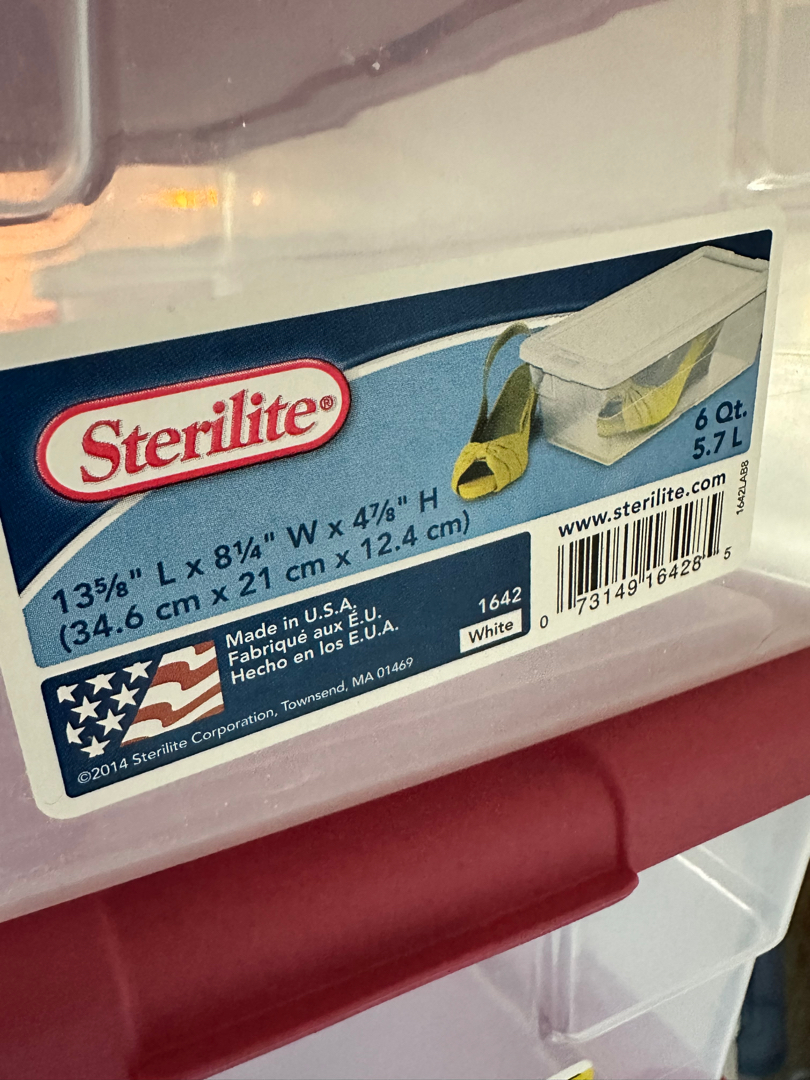 Sterilite®
6 Qt.
5.7 L
13⅝" L x 8¼" W x 4⅞" H
(34.6 cm x 21 cm x 12.4 cm)
www.sterilite.com
1642LAB8
0 73149 16428 5
Made in U.S.A.
Fabriqué aux É.U.
Hecho en los E.U.A.
1642
White
©2014 Sterilite Corporation, Townsend, MA 01469